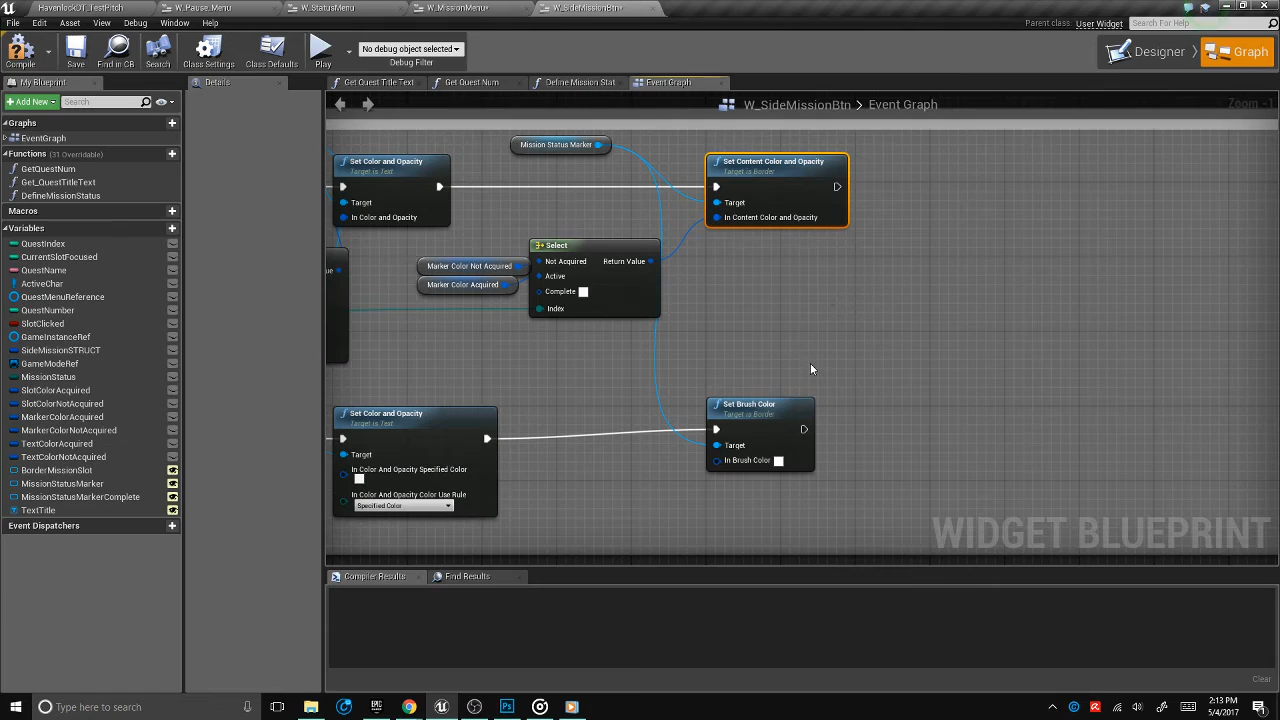 HavenlockOT_TestPitch
W_Pause.Menu
W_StatusMenu
W_MissionMenu*
W_SideMissionBtn*
File
Edit
Asset
View
Debug
Window
Help
Parent class:
User Widget
Search For Help
Compile
Save
Find in CB
Search
Class Settings
Class Defaults
Play
No debug object selected
Debug Filter
Designer
Graph
My Blueprint
Details
Get Quest Title Text
Get Quest Num
Define Mission Stat
Event Graph
Add New
Search
W_SideMissionBtn
Event Graph
Zoom -1
Graphs
EventGraph
Functions (31 Overridable)
GetQuestNum
Get_QuestTitleText
DefineMissionStatus
Macros
Variables
QuestIndex
CurrentSlotFocused
QuestName
ActiveChar
QuestMenuReference
QuestNumber
SlotClicked
GameInstanceRef
SideMissionSTRUCT
GameModeRef
MissionStatus
SlotColorAcquired
SlotColorNotAcquired
MarkerColorAcquired
MarkerColorNotAcquired
TextColorAcquired
TextColorNotAcquired
BorderMissionSlot
MissionStatusMarker
MissionStatusMarkerComplete
TextTitle
Event Dispatchers
Set Color and Opacity
Target is Text
Target
In Color and Opacity
Mission Status Marker
Set Content Color and Opacity
Target is Border
Target
In Content Color and Opacity
Select
Marker Color Not Acquired
Marker Color Acquired
Not Acquired
Active
Complete
Index
Return Value
Set Color and Opacity
Target is Text
Target
In Color And Opacity Specified Color
In Color And Opacity Color Use Rule
Specified Color
Set Brush Color
Target is Border
Target
In Brush Color
WIDGET BLUEPRINT
Compiler Results
Find Results
Clear
Type here to search
2:13 PM
5/4/2017